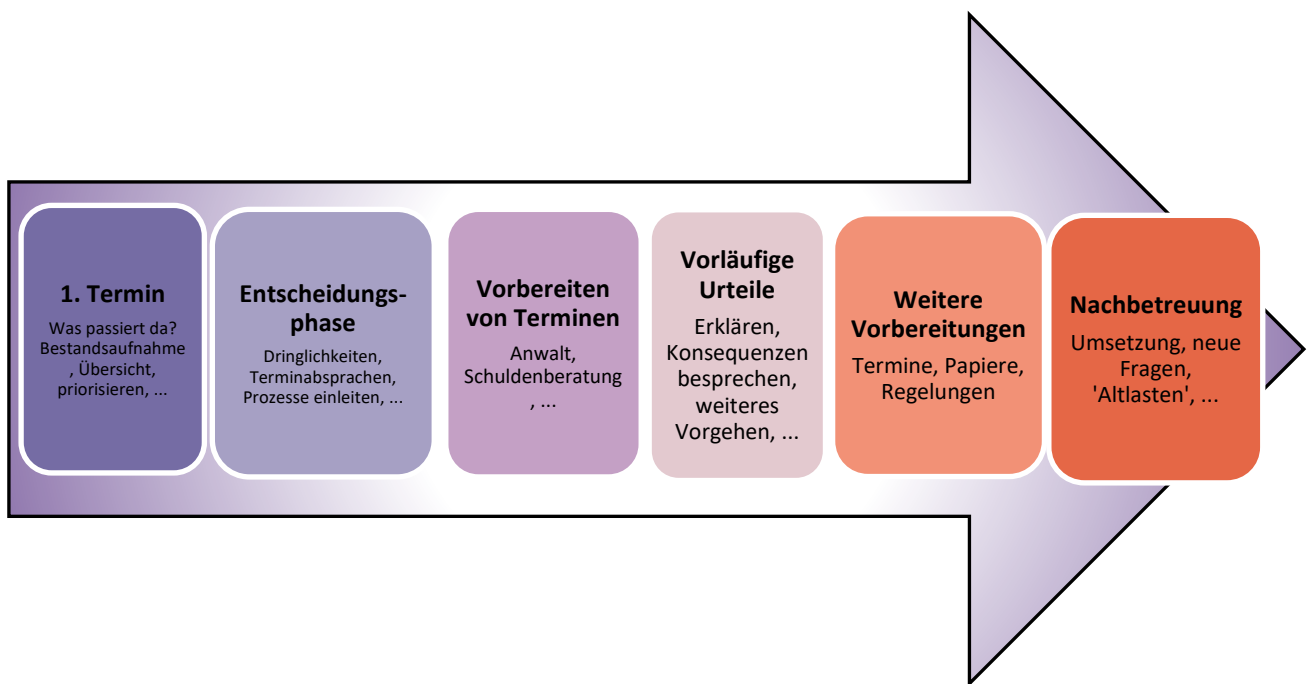 1. Termin
Was passiert da?
Bestandsaufnahme
, Übersicht,
priorisieren, ...
Entscheidungs-
phase
Dringlichkeiten,
Terminabsprachen,
Prozesse einleiten, ...
Vorbereiten
von Terminen
Anwalt,
Schuldenberatung
, ...
Vorläufige
Urteile
Erklären,
Konsequenzen
besprechen,
weiteres
Vorgehen, ...
Weitere
Vorbereitungen
Termine, Papiere,
Regelungen
Nachbetreuung
Umsetzung, neue
Fragen,
'Altlasten', ...